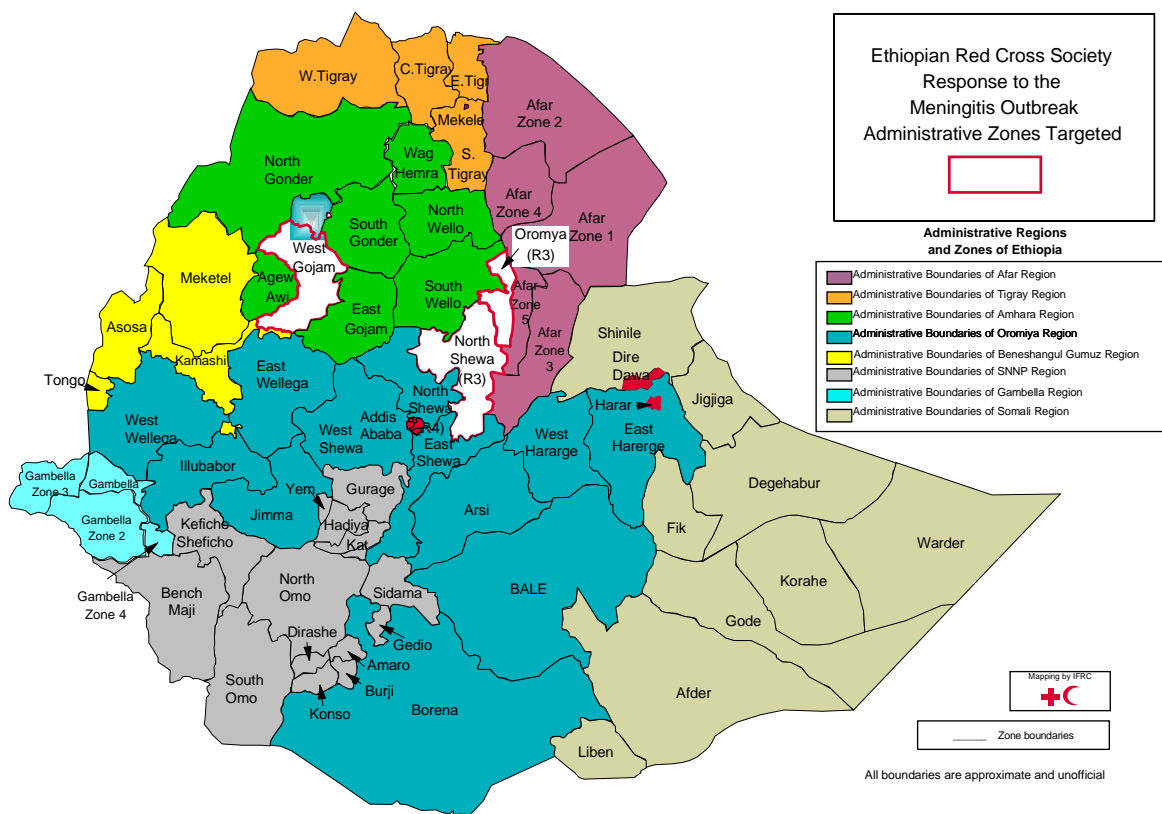 Ethiopian Red Cross Society
Response to the
Meningitis Outbreak
Administrative Zones Targeted
Administrative Regions
and Zones of Ethiopia
Administrative Boundaries of Afar Region
Administrative Boundaries of Tigray Region
Administrative Boundaries of Amhara Region
Administrative Boundaries of Oromiya Region
Administrative Boundaries of Beneshangul Gumuz Region
Administrative Boundaries of SNNP Region
Administrative Boundaries of Gambella Region
Administrative Boundaries of Somali Region
W.Tigray
C.Tigray
E.Tigr
Mekele
S.
Tigray
Afar
Zone 2
North
Gonder
Wag
Hemra
Afar
Zone 4
Afar
Zone 1
South
Gonder
North
Wello
Oromya
(R3)
West
Gojam
Meketel
Agew
Awi
South
Wello
Afar
Zone
5
East
Gojam
Afar
Zone
3
Asosa
Kamashi
North
Shewa
(R3)
Shinile
Dire
Dawa
Tongo
East
Wellega
North
Shewa
(R4)
Addis
Ababa
Harar
Jigjiga
West
Wellega
West
Shewa
East
Shewa
West
Hararge
East
Harerge
Illubabor
Gambella
Zone 3
Gambella
Yem
Gurage
Degehabur
Gambella
Zone 2
Keficho
Sheficho
Jimma
Hadiya
Kat
Arsi
Fik
Warder
Gambella
Zone 4
Bench
Maji
North
Omo
Sidama
BALE
Korahe
Gode
Dirashe
Gedio
Amaro
Burji
Konso
South
Omo
Borena
Afder
Liben
Mapping by IFRC
Zone boundaries
All boundaries are approximate and unofficial